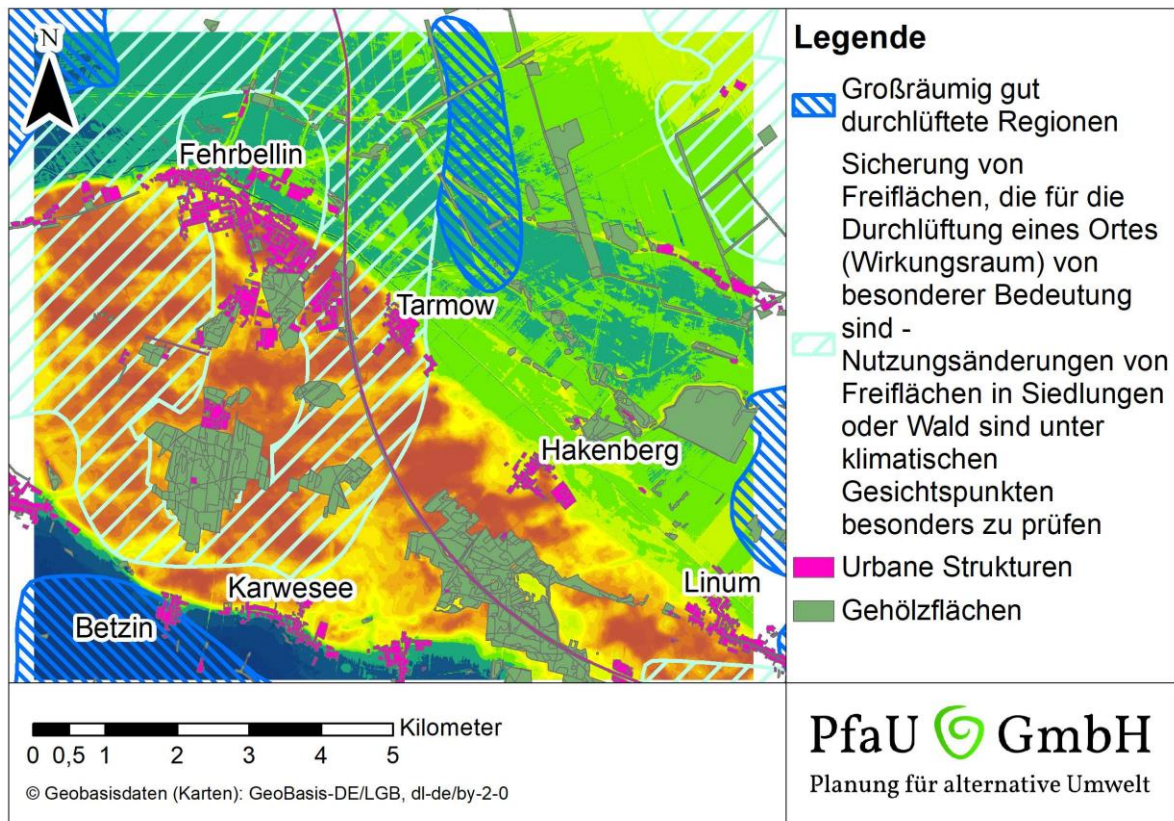 N
Fehrbellin
Tarmow
Hakenberg
Karwesee
Linum
Betzin
Legende
Großräumig gut
durchlüftete Regionen
Sicherung von
Freiflächen, die für die
Durchlüftung eines Ortes
(Wirkungsraum) von
besonderer Bedeutung
sind -
Nutzungsänderungen von
Freiflächen in Siedlungen
oder Wald sind unter
klimatischen
Gesichtspunkten
besonders zu prüfen
Urbane Strukturen
Gehölzflächen
Kilometer
0 0,5 1 2 3 4 5
© Geobasisdaten (Karten): GeoBasis-DE/LGB, dl-de/by-2-0
PfaU GmbH
Planung für alternative Umwelt